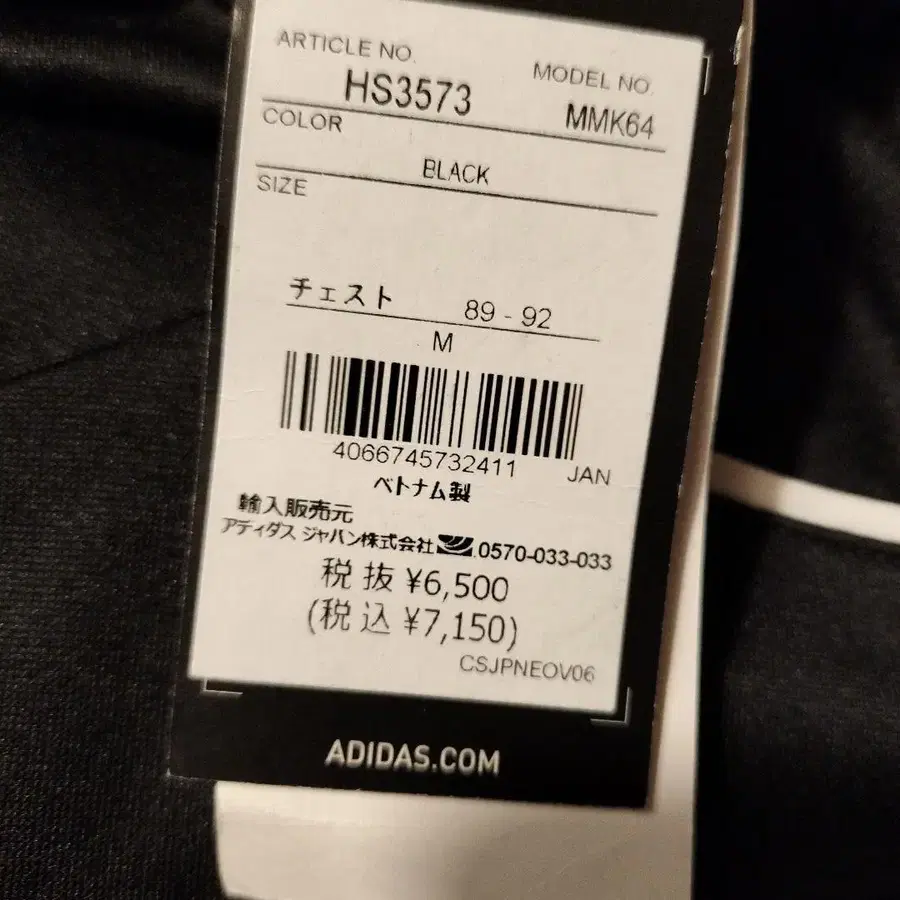 ARTICLE NO.
MODEL NO.
HS3573
MMK64
COLOR
BLACK
SIZE
チェスト 89 - 92
M
4066745732411 JAN
ベトナム製
輸入販売元
アディダス ジャパン株式会社 0570-033-033
税 抜 ¥6,500
(税 込 ¥7,150)
CSJPNEOV06
ADIDAS.COM